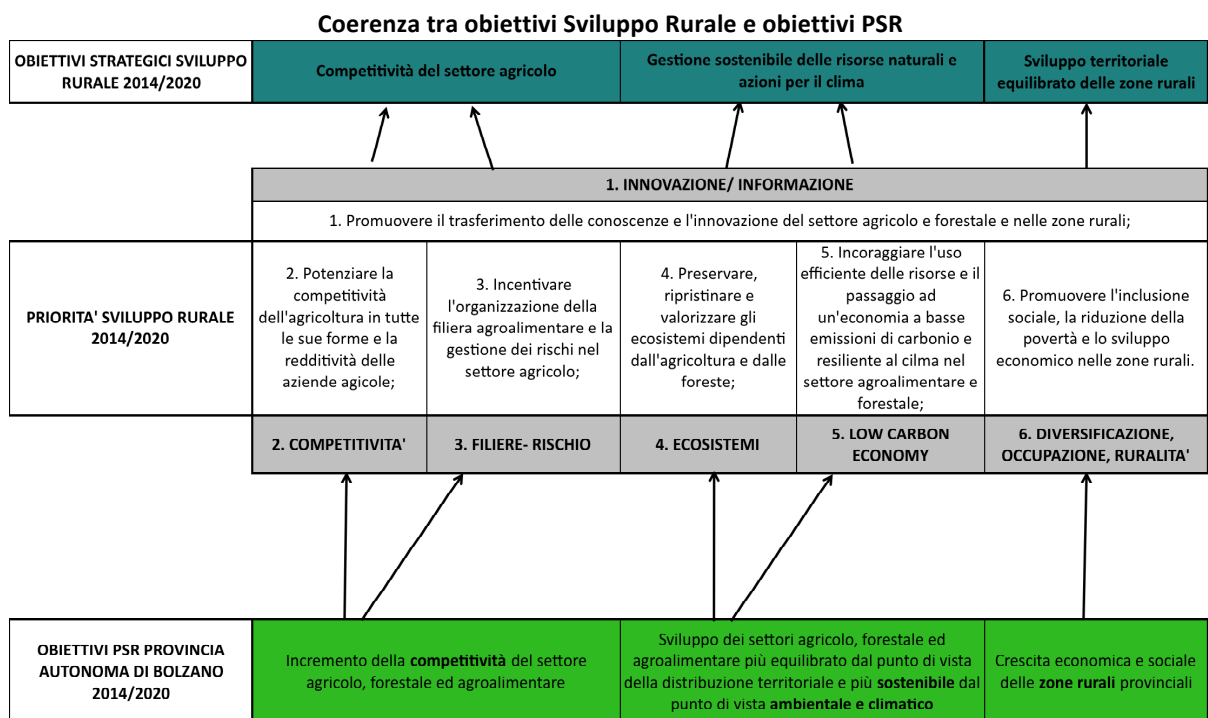 Coerenza tra obiettivi Sviluppo Rurale e obiettivi PSR
OBIETTIVI STRATEGICI SVILUPPO
RURALE 2014/2020
Competitività del settore agricolo
Gestione sostenibile delle risorse naturali e
azioni per il clima
Sviluppo territoriale
equilibrato delle zone rurali
1. INNOVAZIONE/ INFORMAZIONE
1. Promuovere il trasferimento delle conoscenze e l'innovazione del settore agricolo e forestale e nelle zone rurali;
PRIORITA' SVILUPPO RURALE
2014/2020
2. Potenziare la
competitività
dell'agricoltura in tutte
le sue forme e la
redditività delle
aziende agicole;
3. Incentivare
l'organizzazione della
filiera agroalimentare e la
gestione dei rischi nel
settore agricolo;
4. Preservare,
ripristinare e
valorizzare gli
ecosistemi dipendenti
dall'agricoltura e dalle
foreste;
5. Incoraggiare l'uso
efficiente delle risorse e il
passaggio ad
un'economia a basse
emissioni di carbonio e
resiliente al cilma nel
settore agroalimentare e
forestale;
6. Promuovere l'inclusione
sociale, la riduzione della
povertà e lo sviluppo
economico nelle zone rurali.
2. COMPETITIVITA'
3. FILIERE- RISCHIO
4. ECOSISTEMI
5. LOW CARBON
ECONOMY
6. DIVERSIFICAZIONE,
OCCUPAZIONE, RURALITA'
OBIETTIVI PSR PROVINCIA
AUTONOMA DI BOLZANO
2014/2020
Incremento della competitività del settore
agricolo, forestale ed agroalimentare
Sviluppo dei settori agricolo, forestale ed
agroalimentare più equilibrato dal punto di vista
della distribuzione territoriale e più sostenibile dal
punto di vista ambientale e climatico
Crescita economica e sociale
delle zone rurali provinciali